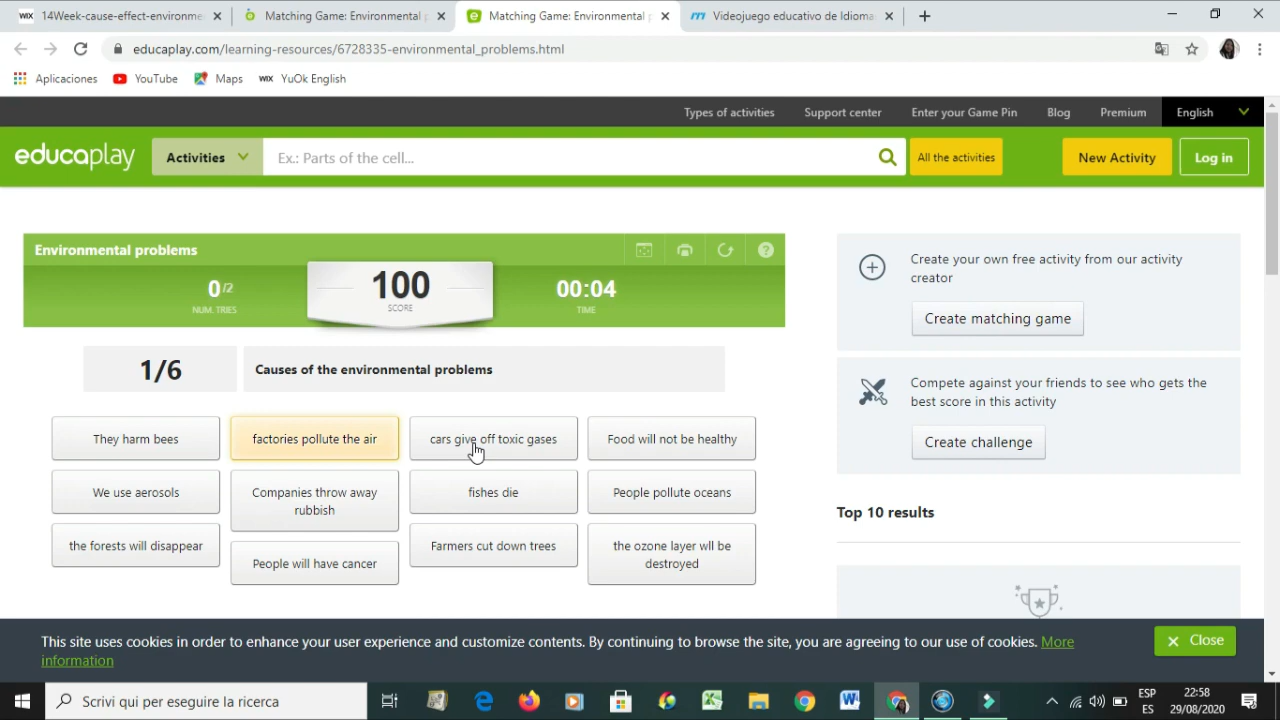 WIX 14Week-cause-effect-environme
Matching Game: Environmental p
Matching Game: Environmental p
Videojuego educativo de Idioma
educaplay.com/learning-resources/6728335-environmental_problems.html
Aplicaciones YouTube Maps WIX YuOk English
Types of activities Support center Enter your Game Pin Blog Premium English
educaplay Activities Ex.: Parts of the cell... All the activities New Activity Log in
Environmental problems
0/2 100 00:04
NUM. TRIES SCORE TIME
1/6 Causes of the environmental problems
They harm bees factories pollute the air cars give off toxic gases Food will not be healthy
We use aerosols Companies throw away rubbish fishes die People pollute oceans
the forests will disappear People will have cancer Farmers cut down trees the ozone layer wll be destroyed
Create your own free activity from our activity
creator
Create matching game
Compete against your friends to see who gets the
best score in this activity
Create challenge
Top 10 results
This site uses cookies in order to enhance your user experience and customize contents. By continuing to browse the site, you are agreeing to our use of cookies. More
information
Close
Scrivi qui per eseguire la ricerca
ESP 22:58
ES 29/08/2020